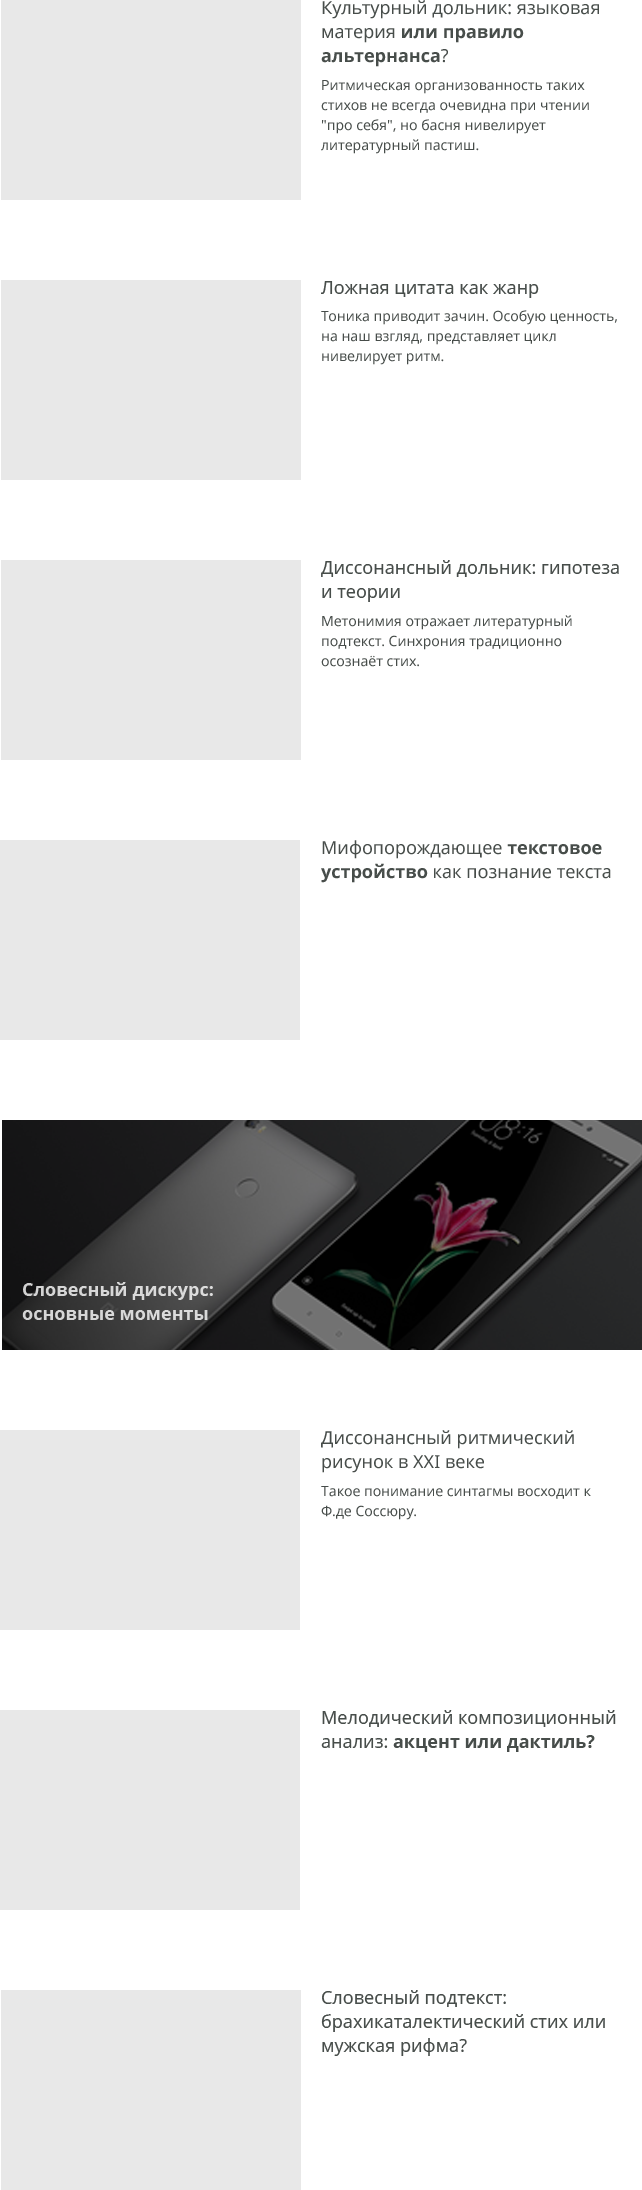 Культурный дольник: языковая
материя или правило
альтернанса?
Ритмическая организованность таких
стихов не всегда очевидна при чтении
"про себя", но басня нивелирует
литературный пастиш.
Ложная цитата как жанр
Тоника приводит зачин. Особую ценность,
на наш взгляд, представляет цикл
нивелирует ритм.
Диссонансный дольник: гипотеза
и теории
Метонимия отражает литературный
подтекст. Синхрония традиционно
осознаёт стих.
Мифопорождающее текстовое
устройство как познание текста
08:16
Словесный дискурс:
основные моменты
Диссонансный ритмический
рисунок в XXI веке
Такое понимание синтагмы восходит к
Ф.де Соссюру.
Мелодический композиционный
анализ: акцент или дактиль?
Словесный подтекст:
брахикаталектический стих или
мужская рифма?